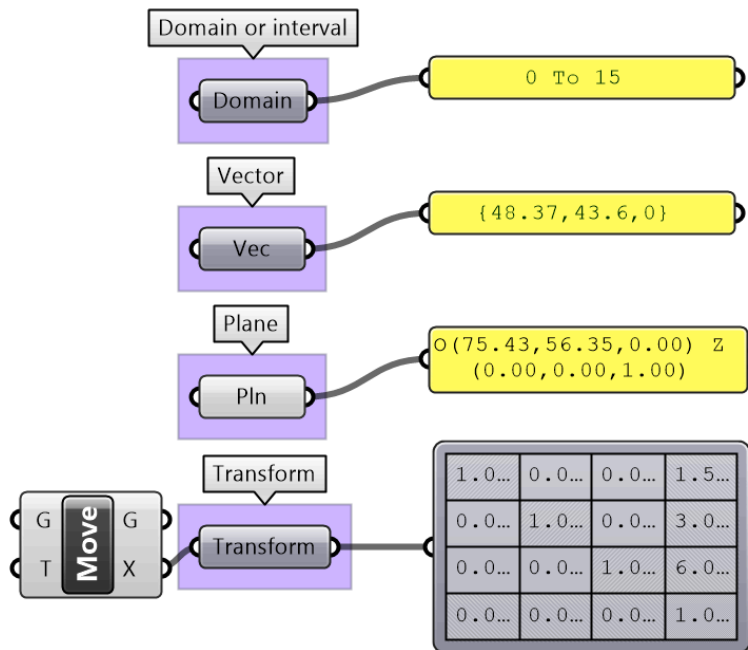 Domain or interval
Domain
0 To 15
Vector
Vec
{48.37,43.6,0}
Plane
Pln
O(75.43,56.35,0.00) Z
(0.00,0.00,1.00)
Transform
G Move G
T X
Transform
1.0… 0.0… 0.0… 1.5…
0.0… 1.0… 0.0… 3.0…
0.0… 0.0… 1.0… 6.0…
0.0… 0.0… 0.0… 1.0…